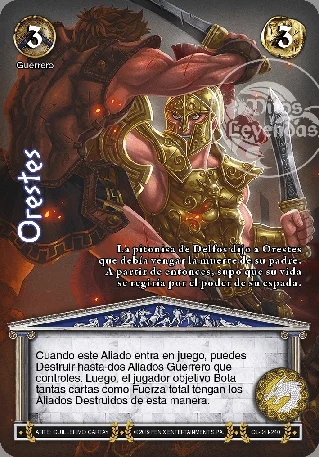 3
3
Guerrero
Mitos
Leyendas
Orestes
La pitonisa de Delfos dijo a Orestes
que debía vengar la muerte de su padre.
A partir de entonces, supo que su vida
se regiría por el poder de su espada.
Cuando este Aliado entra en juego, puedes
Destruir hasta dos Aliados Guerrero que
controles. Luego, el jugador objetivo Bota
tantas cartas como Fuerza total tengan los
Aliados Destruidos de esta manera.